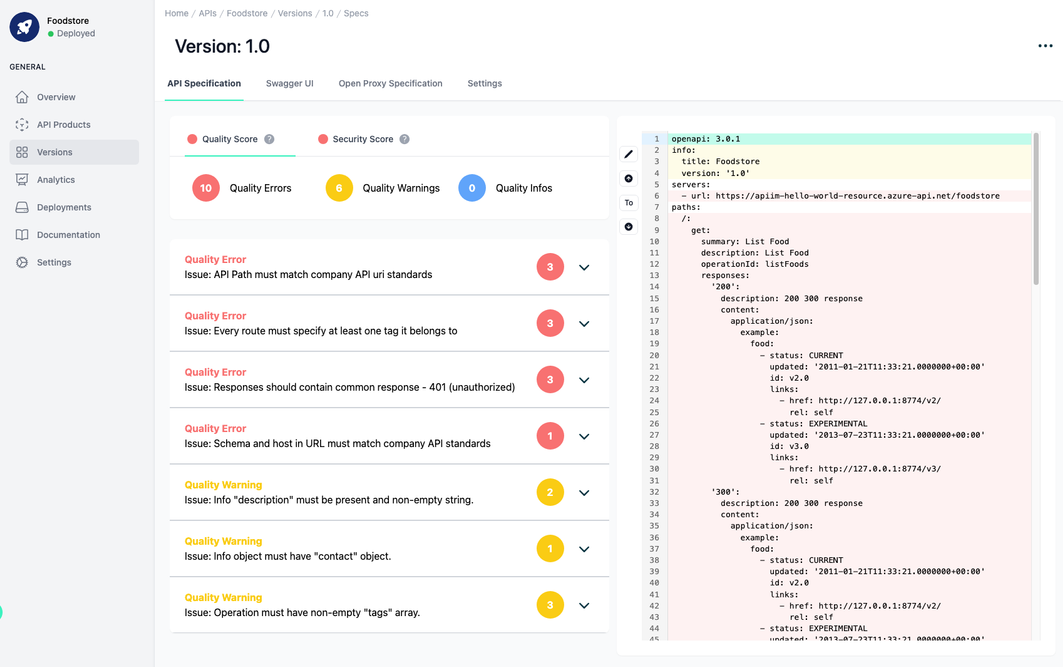 Foodstore
Deployed
GENERAL
Overview
API Products
Versions
Analytics
Deployments
Documentation
Settings
Home / APIs / Foodstore / Versions / 1.0 / Specs
Version: 1.0
API Specification
Swagger UI
Open Proxy Specification
Settings
Quality Score ?
Security Score ?
10 Quality Errors
6 Quality Warnings
0 Quality Infos
Quality Error
Issue: API Path must match company API uri standards
3
Quality Error
Issue: Every route must specify at least one tag it belongs to
3
Quality Error
Issue: Responses should contain common response - 401 (unauthorized)
3
Quality Error
Issue: Schema and host in URL must match company API standards
1
Quality Warning
Issue: Info "description" must be present and non-empty string.
2
Quality Warning
Issue: Info object must have "contact" object.
1
Quality Warning
Issue: Operation must have non-empty "tags" array.
3
To
1 openapi: 3.0.1
2 info:
3 title: Foodstore
4 version: '1.0'
5 servers:
6 - url: https://apiim-hello-world-resource.azure-api.net/foodstore
7 paths:
8 /:
9 get:
10 summary: List Food
11 description: List Food
12 operationId: listFoods
13 responses:
14 '200':
15 description: 200 300 response
16 content:
17 application/json:
18 example:
19 food:
20 - status: CURRENT
21 updated: '2011-01-21T11:33:21.0000000+00:00'
22 id: v2.0
23 links:
24 - href: http://127.0.0.1:8774/v2/
25 rel: self
26 - status: EXPERIMENTAL
27 updated: '2013-07-23T11:33:21.0000000+00:00'
28 id: v3.0
29 links:
30 - href: http://127.0.0.1:8774/v3/
31 rel: self
32 '300':
33 description: 200 300 response
34 content:
35 application/json:
36 example:
37 food:
38 - status: CURRENT
39 updated: '2011-01-21T11:33:21.0000000+00:00'
40 id: v2.0
41 links:
42 - href: http://127.0.0.1:8774/v2/
43 rel: self
44 - status: EXPERIMENTAL
45 updated: '2013-07-23T11:33:21.0000000+00:00'